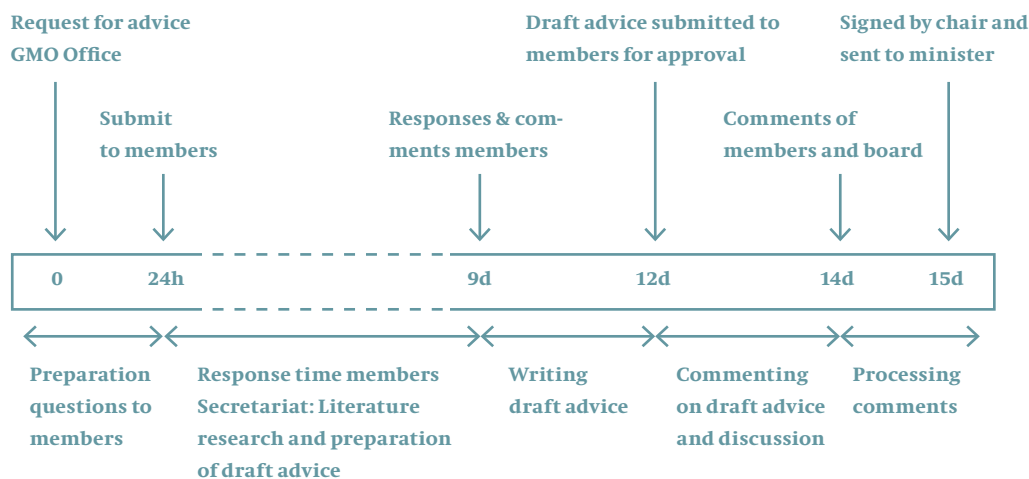 Request for advice
GMO Office
Draft advice submitted to
members for approval
Signed by chair and
sent to minister
Submit
to members
Responses & com-
ments members
Comments of
members and board
0
24h
9d
12d
14d
15d
Preparation
questions to
members
Response time members
Secretariat: Literature
research and preparation
of draft advice
Writing
draft advice
Commenting
on draft advice
and discussion
Processing
comments